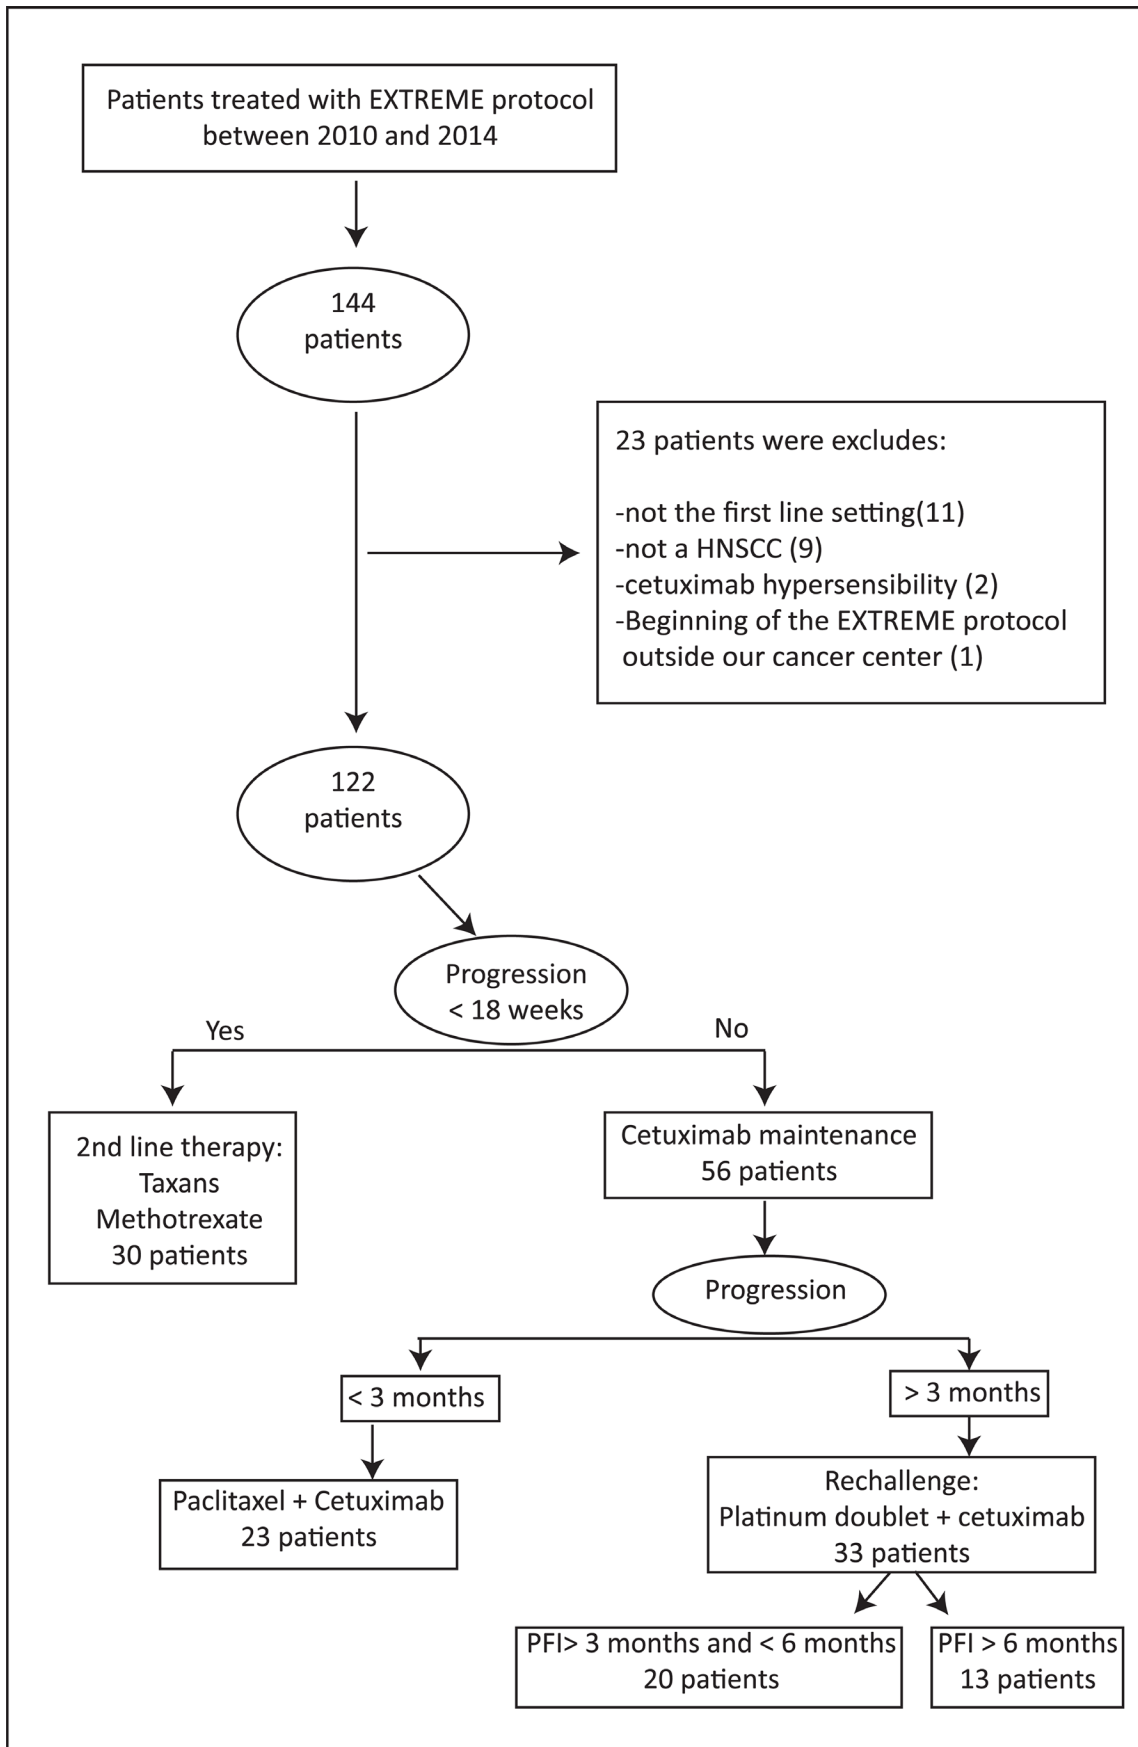 Patients treated with EXTREME protocol
between 2010 and 2014
144
patients
23 patients were excludes:
-not the first line setting(11)
-not a HNSCC (9)
-cetuximab hypersensibility (2)
-Beginning of the EXTREME protocol
outside our cancer center (1)
122
patients
Progression
< 18 weeks
Yes
No
2nd line therapy:
Taxans
Methotrexate
30 patients
Cetuximab maintenance
56 patients
Progression
< 3 months
> 3 months
Paclitaxel + Cetuximab
23 patients
Rechallenge:
Platinum doublet + cetuximab
33 patients
PFI> 3 months and < 6 months
20 patients
PFI > 6 months
13 patients